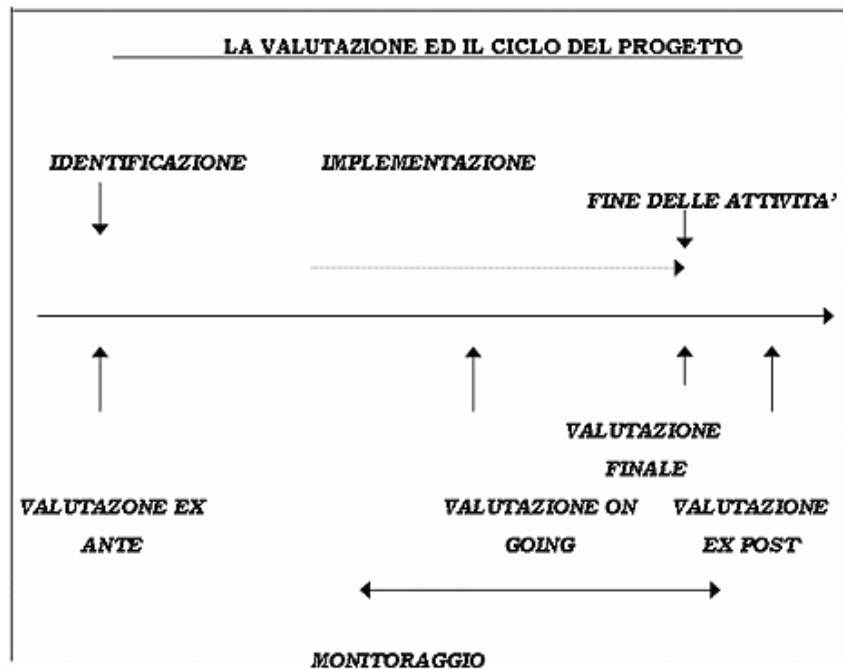 LA VALUTAZIONE ED IL CICLO DEL PROGETTO
IDENTIFICAZIONE
IMPLEMENTAZIONE
FINE DELLE ATTIVITA'
VALUTAZIONE
FINALE
VALUTAZONE EX
ANTE
VALUTAZIONE ON
GOING
VALUTAZIONE
EX POST
MONITORAGGIO